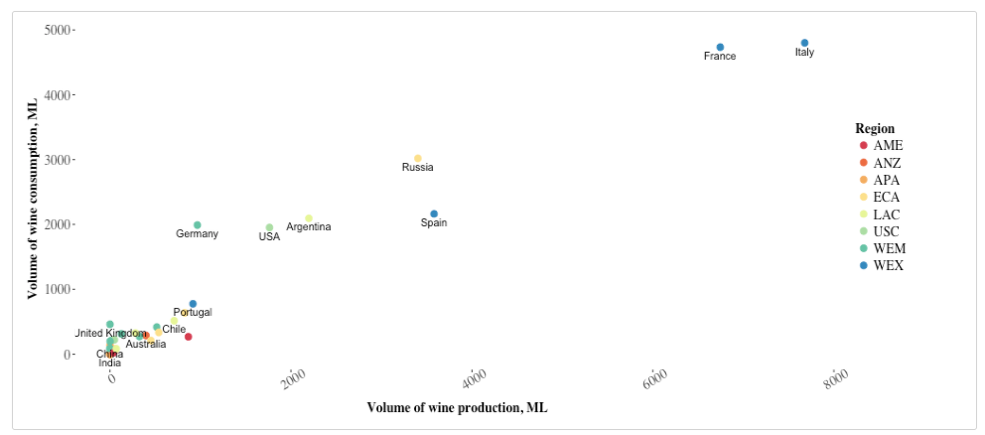 5000
4000
3000
2000
1000
0
Volume of wine consumption, ML
France
Italy
Russia
Spain
Argentina
Germany
USA
Portugal
United Kingdom
Chile
Australia
China
India
Region
AME
ANZ
APA
ECA
LAC
USC
WEM
WEX
0
2000
4000
6000
8000
Volume of wine production, ML